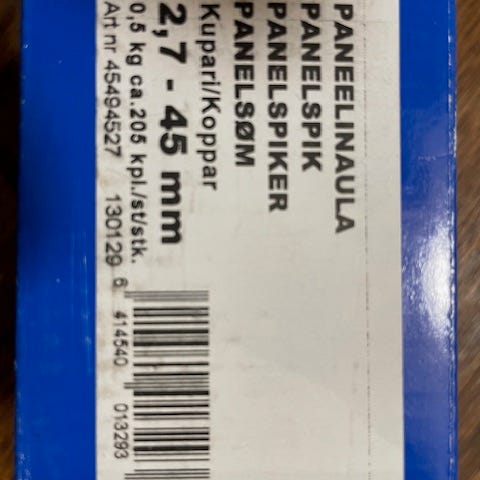 PANEELINAULA
PANELSPIK
PANELSPIKER
PANELSØM
Kupari/Koppar
2,7 - 45 mm
0,5 kg ca.205 kpl./st/stk.
Art nr 45494527 130129
6 414540 013293